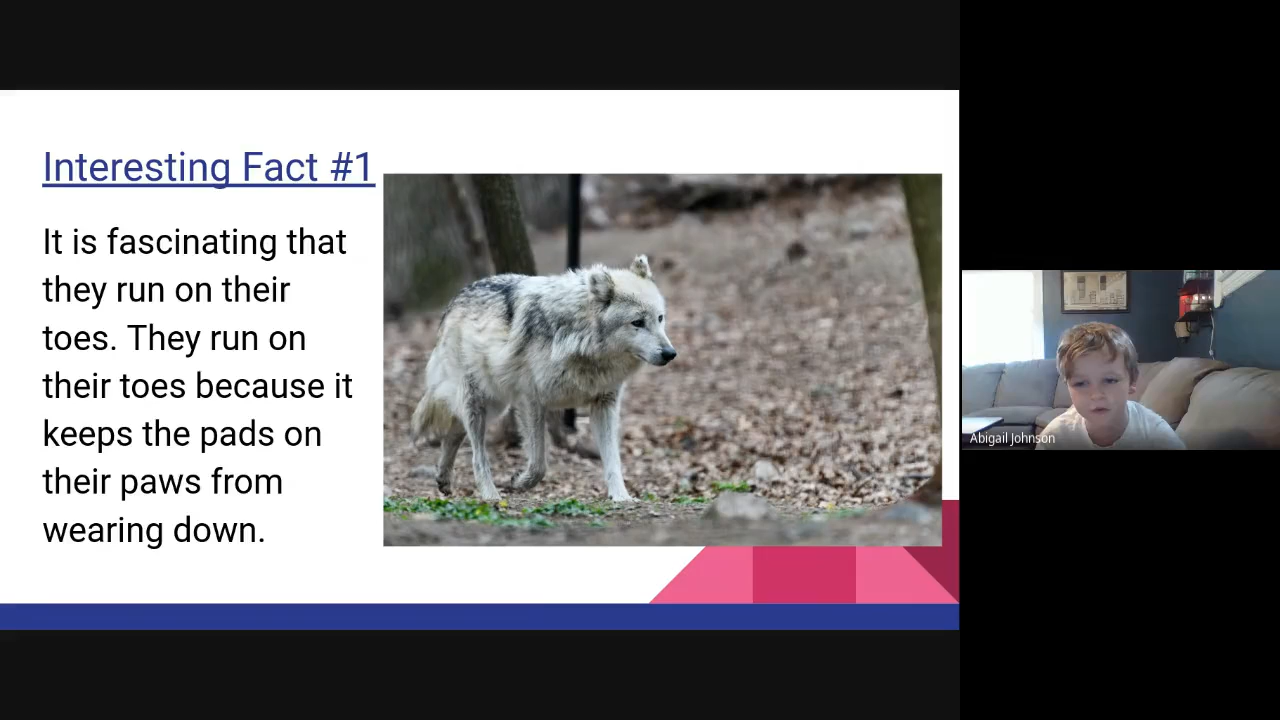 Interesting Fact #1
It is fascinating that
they run on their
toes. They run on
their toes because it
keeps the pads on
their paws from
wearing down.
Abigail Johnson